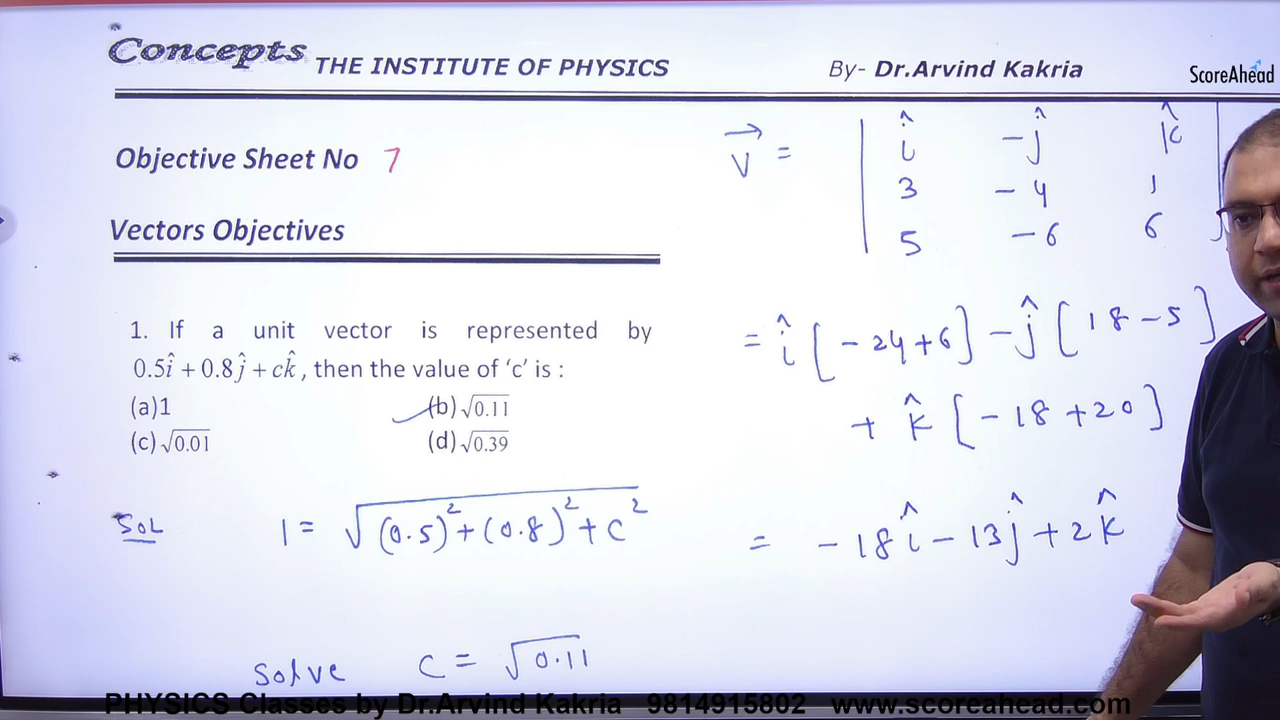 Concepts THE INSTITUTE OF PHYSICS By- Dr.Arvind Kakria
ScoreAhead
Objective Sheet No 7
Vectors Objectives
1. If a unit vector is represented by
0.5î + 0.8ĵ + ck̂, then the value of 'c' is :
(a)1 (b)√0.11
(c)√0.01 (d)√0.39
SOL 1 = √(0.5)² + (0.8)² + c²
Solve c = √0.11
V⃗ = | î -ĵ k̂ |
3 -4 1
5 -6 6
= î [-24+6] - ĵ [18-5]
+ k̂ [-18+20]
= -18î - 13ĵ + 2k̂
PHYSICS Classes by Dr.Arvind Kakria 9814915802 www.scoreahead.com